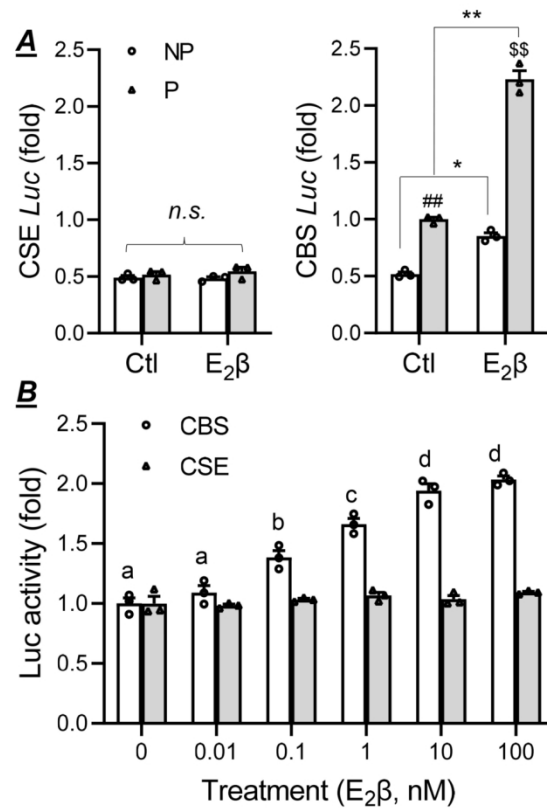 A
NP
P
CSE Luc (fold)
2.5
2.0
1.5
1.0
0.5
0.0
n.s.
Ctl
E₂β
CBS Luc (fold)
2.5
2.0
1.5
1.0
0.5
0.0
**
$$
*
##
Ctl
E₂β
B
CBS
CSE
Luc activity (fold)
2.5
2.0
1.5
1.0
0.5
0.0
a
a
b
c
d
d
0 0.01 0.1 1 10 100
Treatment (E₂β, nM)